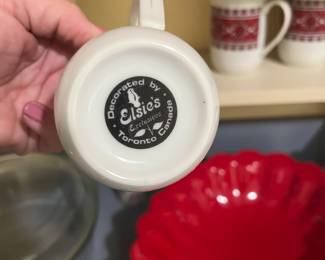 Decorated by
Elsie's
Exclusives
Toronto Canada